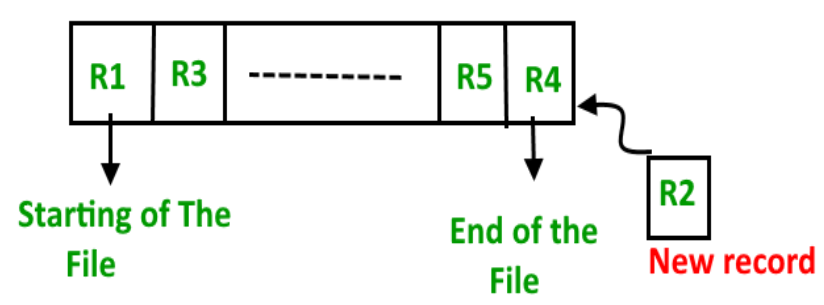 R1 R3 ---------- R5 R4
R2
Starting of The
File
End of the
File
New record